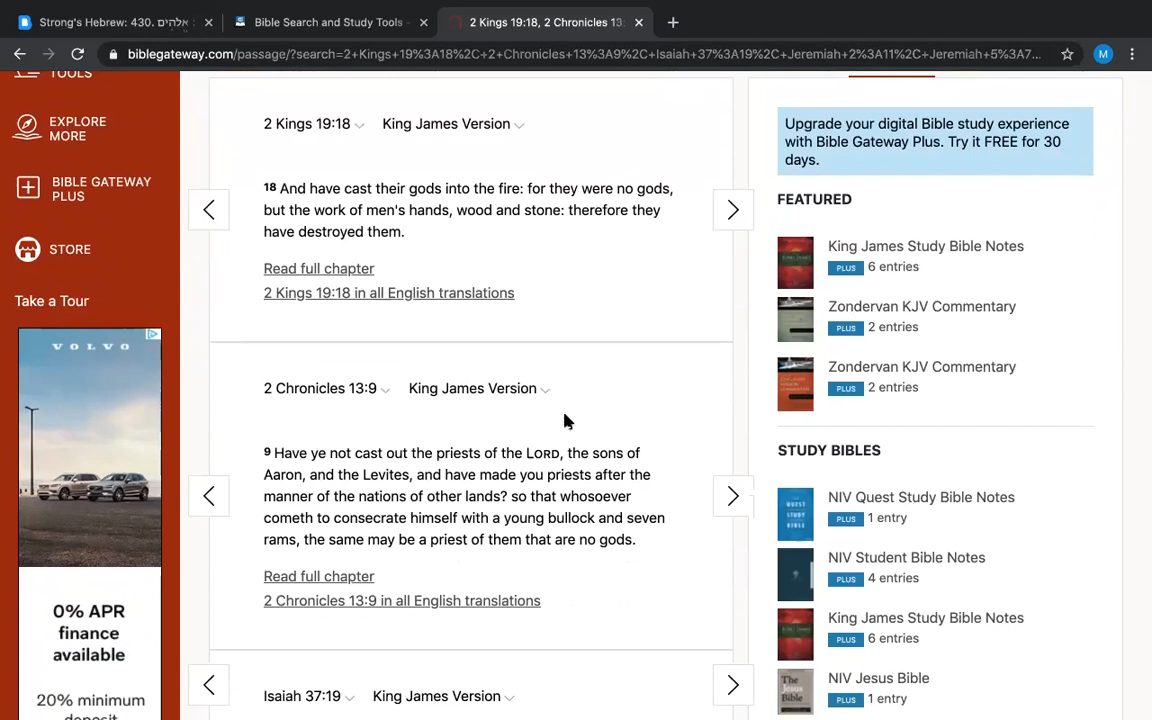 Strong's Hebrew: 430. אֱלֹהִים
Bible Search and Study Tools -
2 Kings 19:18, 2 Chronicles 13:
biblegateway.com/passage/?search=2+Kings+19%3A18%2C+2+Chronicles+13%3A9%2C+Isaiah+37%3A19%2C+Jeremiah+2%3A11%2C+Jeremiah+5%3A7...
M
TOOLS
EXPLORE
MORE
BIBLE GATEWAY
PLUS
STORE
Take a Tour
VOLVO
0% APR
finance
available
20% minimum
deposit
2 Kings 19:18 King James Version
18 And have cast their gods into the fire: for they were no gods,
but the work of men's hands, wood and stone: therefore they
have destroyed them.
Read full chapter
2 Kings 19:18 in all English translations
2 Chronicles 13:9 King James Version
9 Have ye not cast out the priests of the LORD, the sons of
Aaron, and the Levites, and have made you priests after the
manner of the nations of other lands? so that whosoever
cometh to consecrate himself with a young bullock and seven
rams, the same may be a priest of them that are no gods.
Read full chapter
2 Chronicles 13:9 in all English translations
Isaiah 37:19 King James Version
Upgrade your digital Bible study experience
with Bible Gateway Plus. Try it FREE for 30
days.
FEATURED
King James Study Bible Notes
PLUS 6 entries
Zondervan KJV Commentary
PLUS 2 entries
Zondervan KJV Commentary
PLUS 2 entries
STUDY BIBLES
NIV Quest Study Bible Notes
QUEST
STUDY
BIBLE
PLUS 1 entry
NIV Student Bible Notes
PLUS 4 entries
King James Study Bible Notes
PLUS 6 entries
NIV Jesus Bible
The
Jesus
Bible
PLUS 1 entry